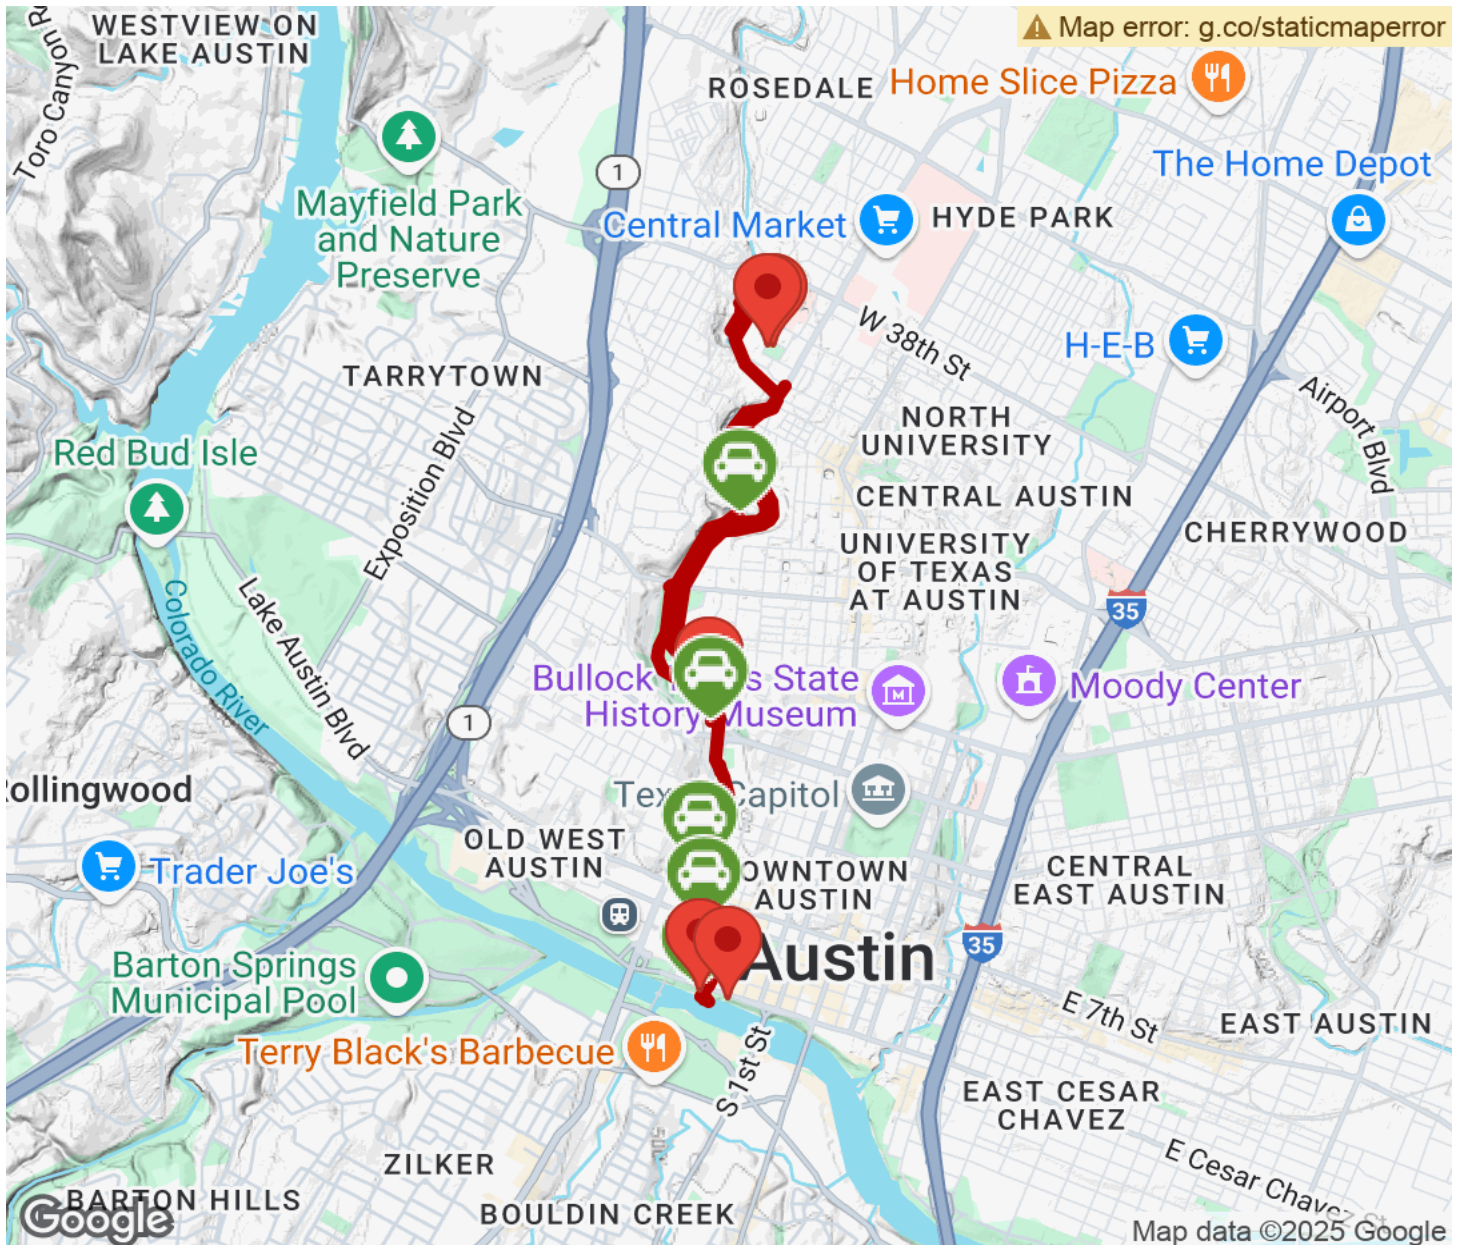 WESTVIEW ON
LAKE AUSTIN
Map error: g.co/staticmaperror
Toro Canyon R
ROSEDALE
Home Slice Pizza
1
The Home Depot
Mayfield Park
and Nature
Preserve
Central Market
HYDE PARK
W 38th St
H-E-B
TARRYTOWN
Airport Blvd
NORTH
UNIVERSITY
Red Bud Isle
Exposition Blvd
CENTRAL AUSTIN
CHERRYWOOD
UNIVERSITY
OF TEXAS
AT AUSTIN
35
Colorado River
Lake Austin Blvd
Bullock
s State
History Museum
Moody Center
1
ollingwood
Capitol
OLD WEST
AUSTIN
Trader Joe's
OWNTOWN
AUSTIN
CENTRAL
EAST AUSTIN
Austin
35
Barton Springs
Municipal Pool
E 7th St
EAST AUSTIN
Terry Black's Barbecue
S 1st St
EAST CESAR
CHAVEZ
ZILKER
E Cesar Chavez St
BARTON HILLS
BOULDIN CREEK
Google
Map data ©2025 Google